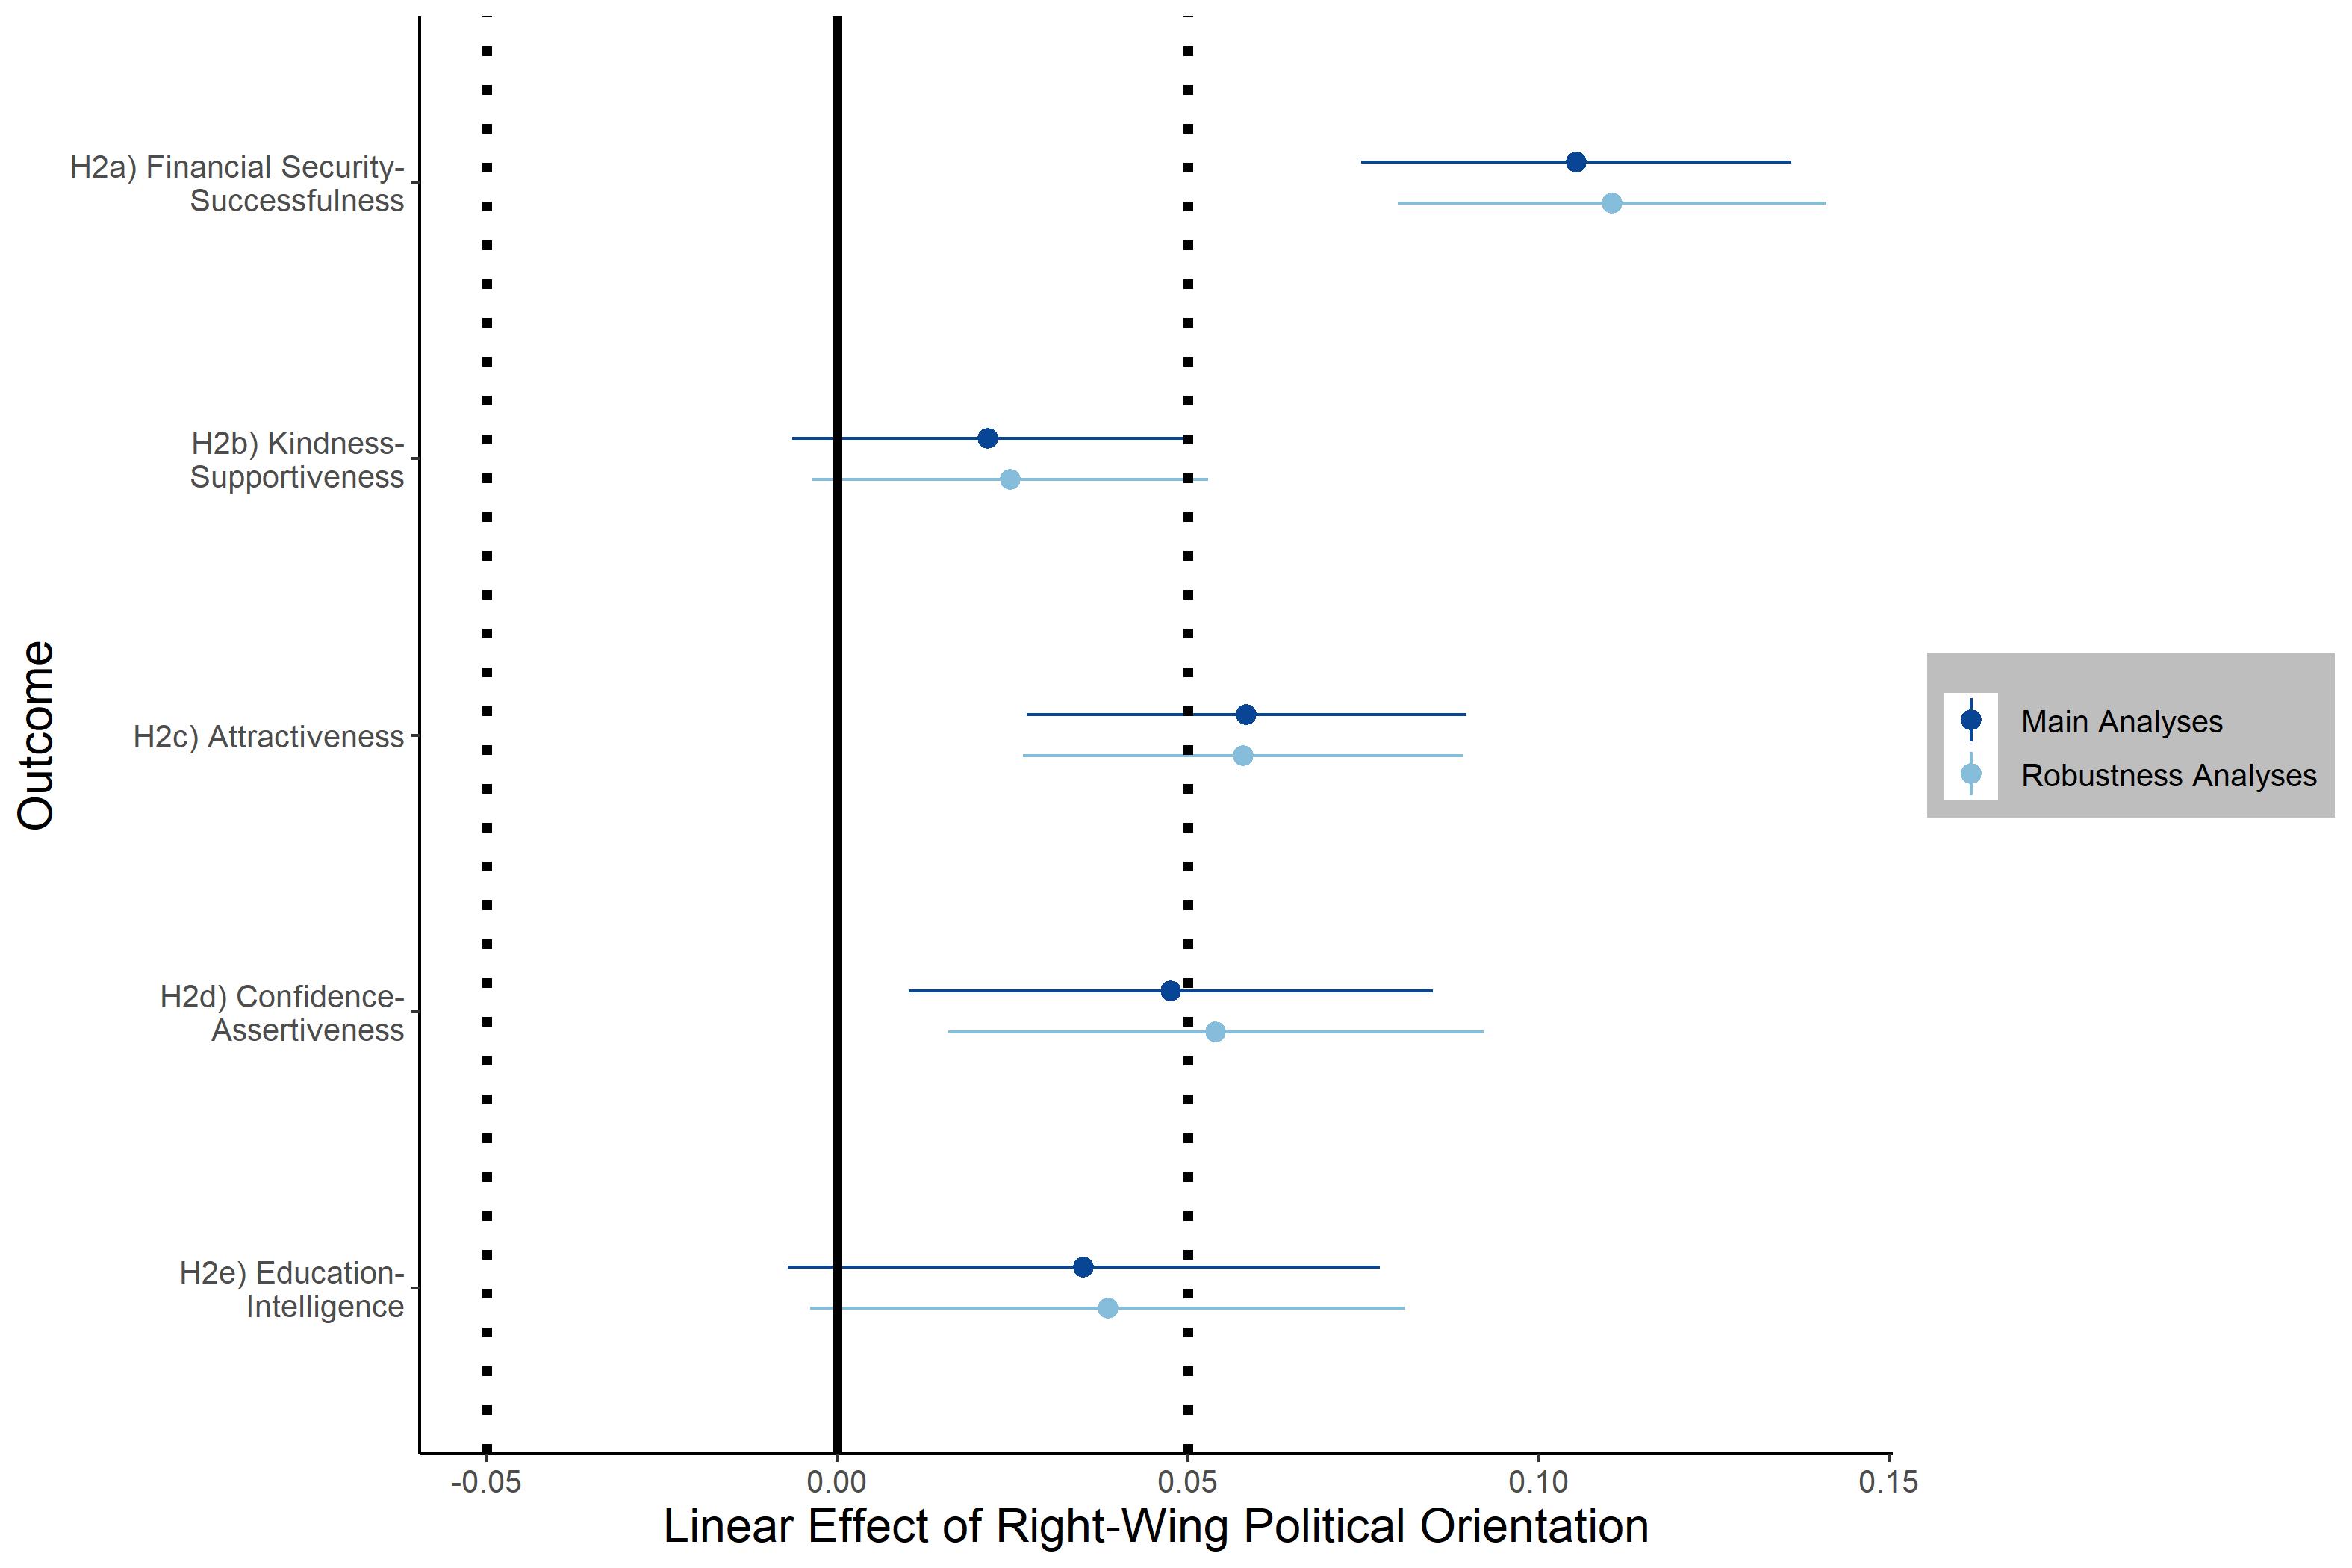 H2a) Financial Security-
Successfulness
H2b) Kindness-
Supportiveness
H2c) Attractiveness
H2d) Confidence-
Assertiveness
H2e) Education-
Intelligence
Outcome
-0.05
0.00
0.05
0.10
0.15
Linear Effect of Right-Wing Political Orientation
Main Analyses
Robustness Analyses